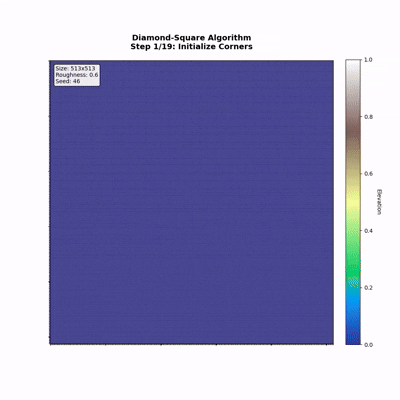 Diamond-Square Algorithm
Step 1/19: Initialize Corners
Size: 513x513
Roughness: 0.6
Seed: 46
1.0
0.8
0.6
0.4
0.2
0.0
Elevation